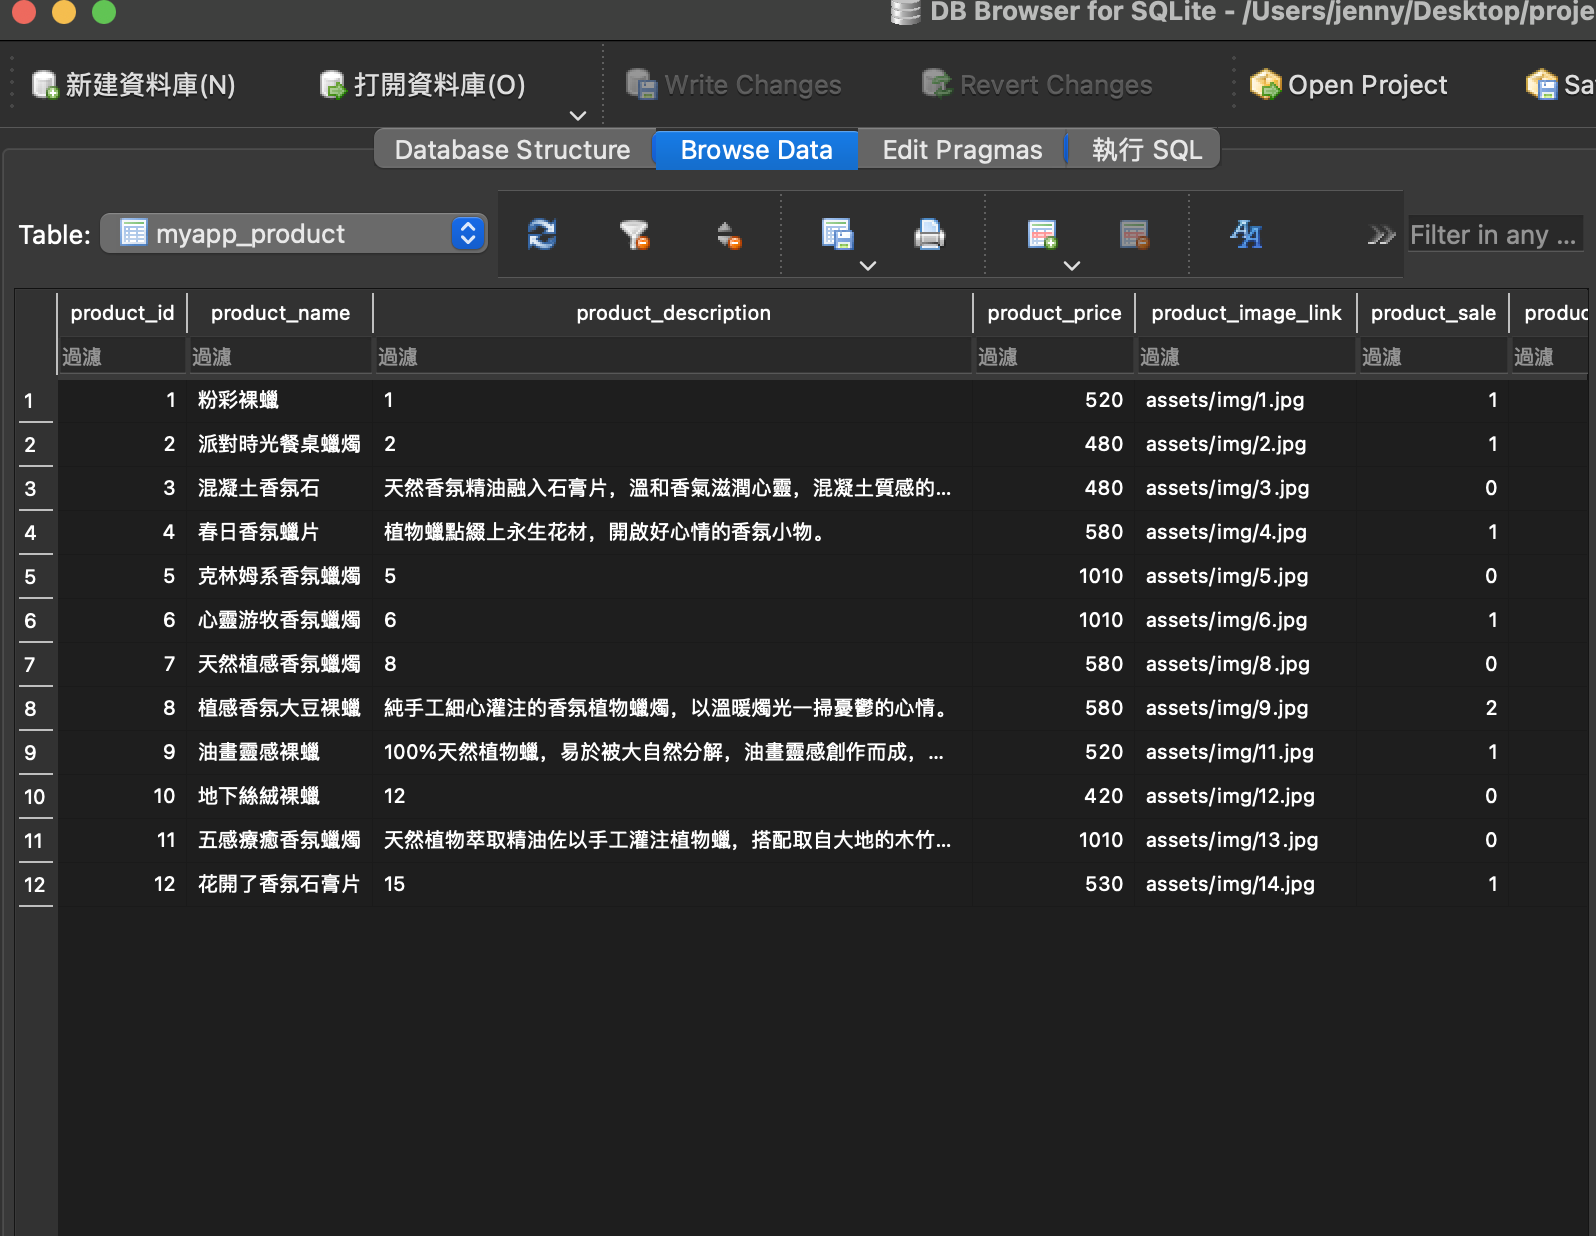 DB Browser for SQLite - /Users/jenny/Desktop/proje
新建資料庫(N) 打開資料庫(O) Write Changes Revert Changes Open Project Sa
Database Structure Browse Data Edit Pragmas 執行 SQL
Table: myapp_product Filter in any ...
product_id product_name product_description product_price product_image_link product_sale produc
過濾 過濾 過濾 過濾 過濾 過濾 過濾
1 1 粉彩裸蠟 1 520 assets/img/1.jpg 1
2 2 派對時光餐桌蠟燭 2 480 assets/img/2.jpg 1
3 3 混凝土香氛石 天然香氛精油融入石膏片，溫和香氣滋潤心靈，混凝土質感的... 480 assets/img/3.jpg 0
4 4 春日香氛蠟片 植物蠟點綴上永生花材，開啟好心情的香氛小物。 580 assets/img/4.jpg 1
5 5 克林姆系香氛蠟燭 5 1010 assets/img/5.jpg 0
6 6 心靈游牧香氛蠟燭 6 1010 assets/img/6.jpg 1
7 7 天然植感香氛蠟燭 8 580 assets/img/8.jpg 0
8 8 植感香氛大豆裸蠟 純手工細心灌注的香氛植物蠟燭，以溫暖燭光一掃憂鬱的心情。 580 assets/img/9.jpg 2
9 9 油畫靈感裸蠟 100%天然植物蠟，易於被大自然分解，油畫靈感創作而成，... 520 assets/img/11.jpg 1
10 10 地下絲絨裸蠟 12 420 assets/img/12.jpg 0
11 11 五感療癒香氛蠟燭 天然植物萃取精油佐以手工灌注植物蠟，搭配取自大地的木竹... 1010 assets/img/13.jpg 0
12 12 花開了香氛石膏片 15 530 assets/img/14.jpg 1